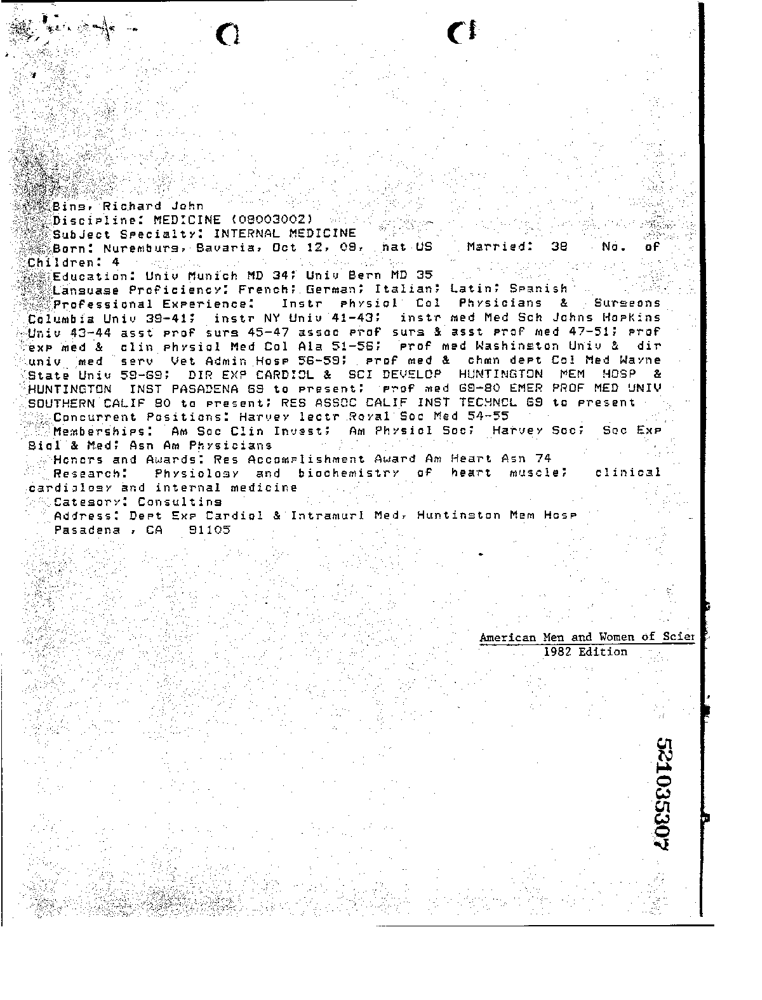 Bing, Richard John
Discipline: MEDICINE (08003002)
Subject Specialty: INTERNAL MEDICINE
Born: Nuremburg, Bavaria, Oct 12, 09, nat US Married: 38 No. of
Children: 4
Education: Univ Munich MD 34; Univ Bern MD 35
Language Proficiency: French; German; Italian; Latin; Spanish
Professional Experience: Instr physiol Col Physicians & Surgeons
Columbia Univ 39-41; instr NY Univ 41-43; instr med Med Sch Johns Hopkins
Univ 43-44 asst prof surg 45-47 assoc prof surg & asst prof med 47-51; prof
exp med & clin physiol Med Col Ala 51-56; prof med Washington Univ & dir
univ med serv Vet Admin Hosp 56-59; prof med & chmn dept Col Med Wayne
State Univ 59-69; DIR EXP CARDIOL & SCI DEVELOP HUNTINGTON MEM HOSP &
HUNTINGTON INST PASADENA 69 to present; prof med 69-80 EMER PROF MED UNIV
SOUTHERN CALIF 80 to present; RES ASSOC CALIF INST TECHNOL 69 to present
Concurrent Positions: Harvey lectr Royal Soc Med 54-55
Memberships: Am Soc Clin Invest; Am Physiol Soc; Harvey Soc; Soc Exp
Biol & Med; Asn Am Physicians
Honors and Awards: Res Accomplishment Award Am Heart Asn 74
Research: Physiology and biochemistry of heart muscle; clinical
cardiology and internal medicine
Category: Consulting
Address: Dept Exp Cardiol & Intramurl Med, Huntington Mem Hosp
Pasadena , CA 91105
American Men and Women of Scien
1982 Edition
521035307